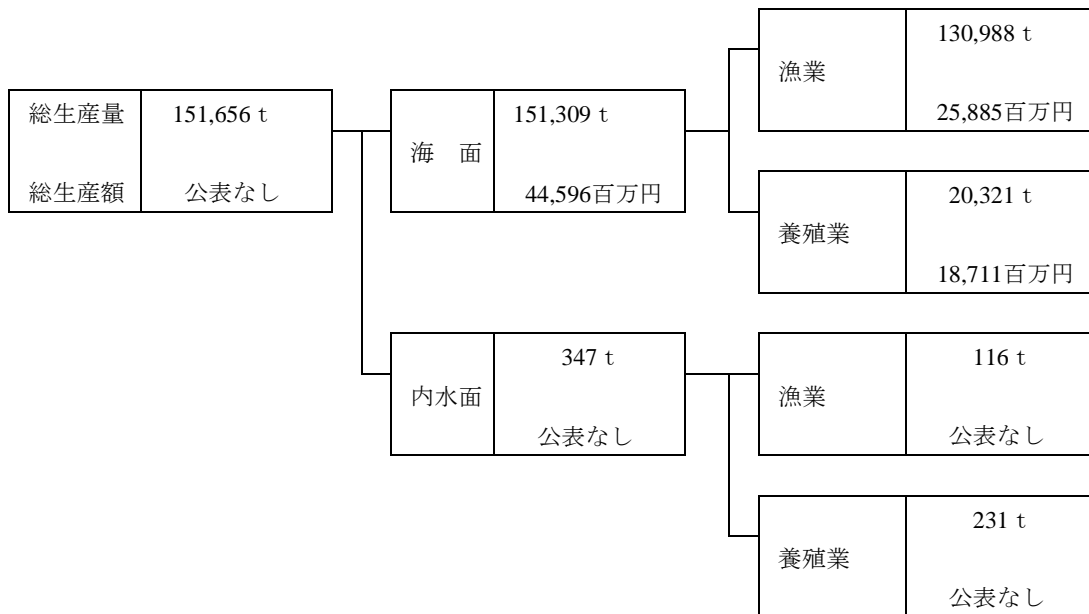 総生産量 151,656 t
総生産額 公表なし
海　面 151,309 t
44,596百万円
漁業 130,988 t
25,885百万円
養殖業 20,321 t
18,711百万円
内水面 347 t
公表なし
漁業 116 t
公表なし
養殖業 231 t
公表なし